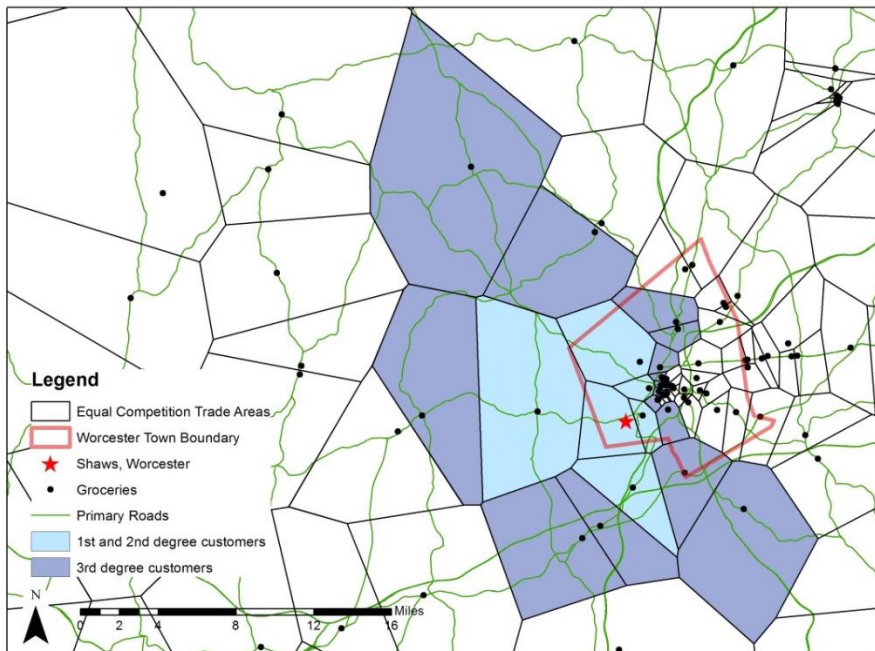 Legend
Equal Competition Trade Areas
Worcester Town Boundary
Shaws, Worcester
Groceries
Primary Roads
1st and 2nd degree customers
3rd degree customers
N
Miles
0 2 4 8 12 16